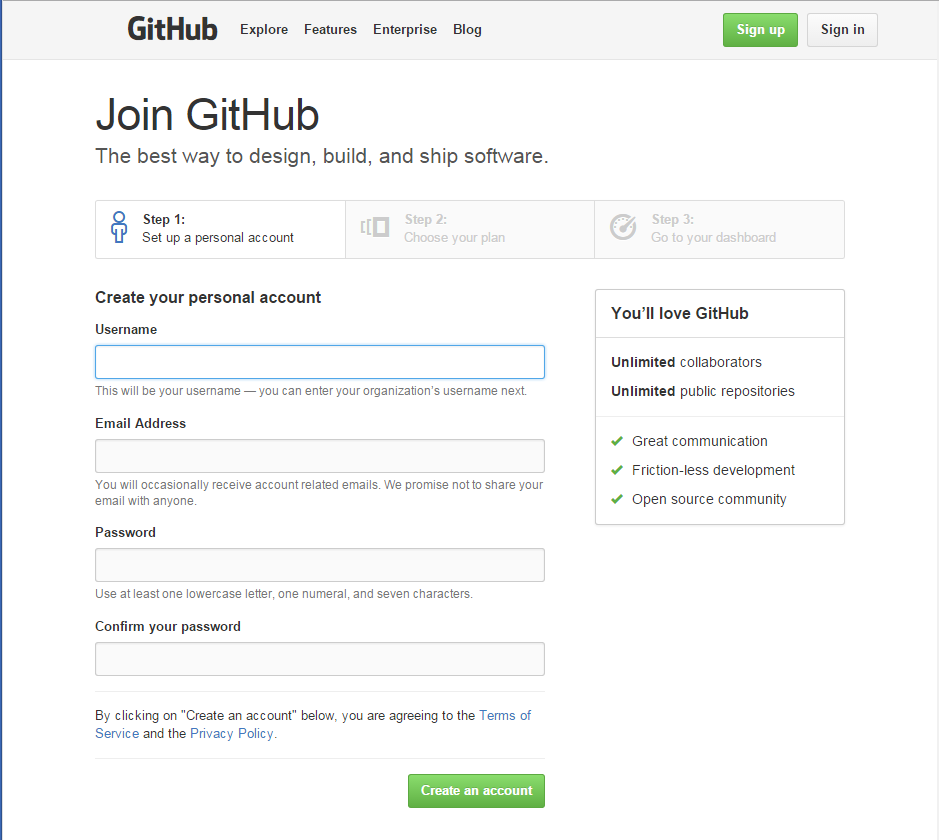 GitHub Explore Features Enterprise Blog Sign up Sign in
Join GitHub
The best way to design, build, and ship software.
Step 1:
Set up a personal account
Step 2:
Choose your plan
Step 3:
Go to your dashboard
Create your personal account
Username
This will be your username — you can enter your organization’s username next.
Email Address
You will occasionally receive account related emails. We promise not to share your
email with anyone.
Password
Use at least one lowercase letter, one numeral, and seven characters.
Confirm your password
By clicking on "Create an account" below, you are agreeing to the Terms of
Service and the Privacy Policy.
Create an account
You’ll love GitHub
Unlimited collaborators
Unlimited public repositories
Great communication
Friction-less development
Open source community